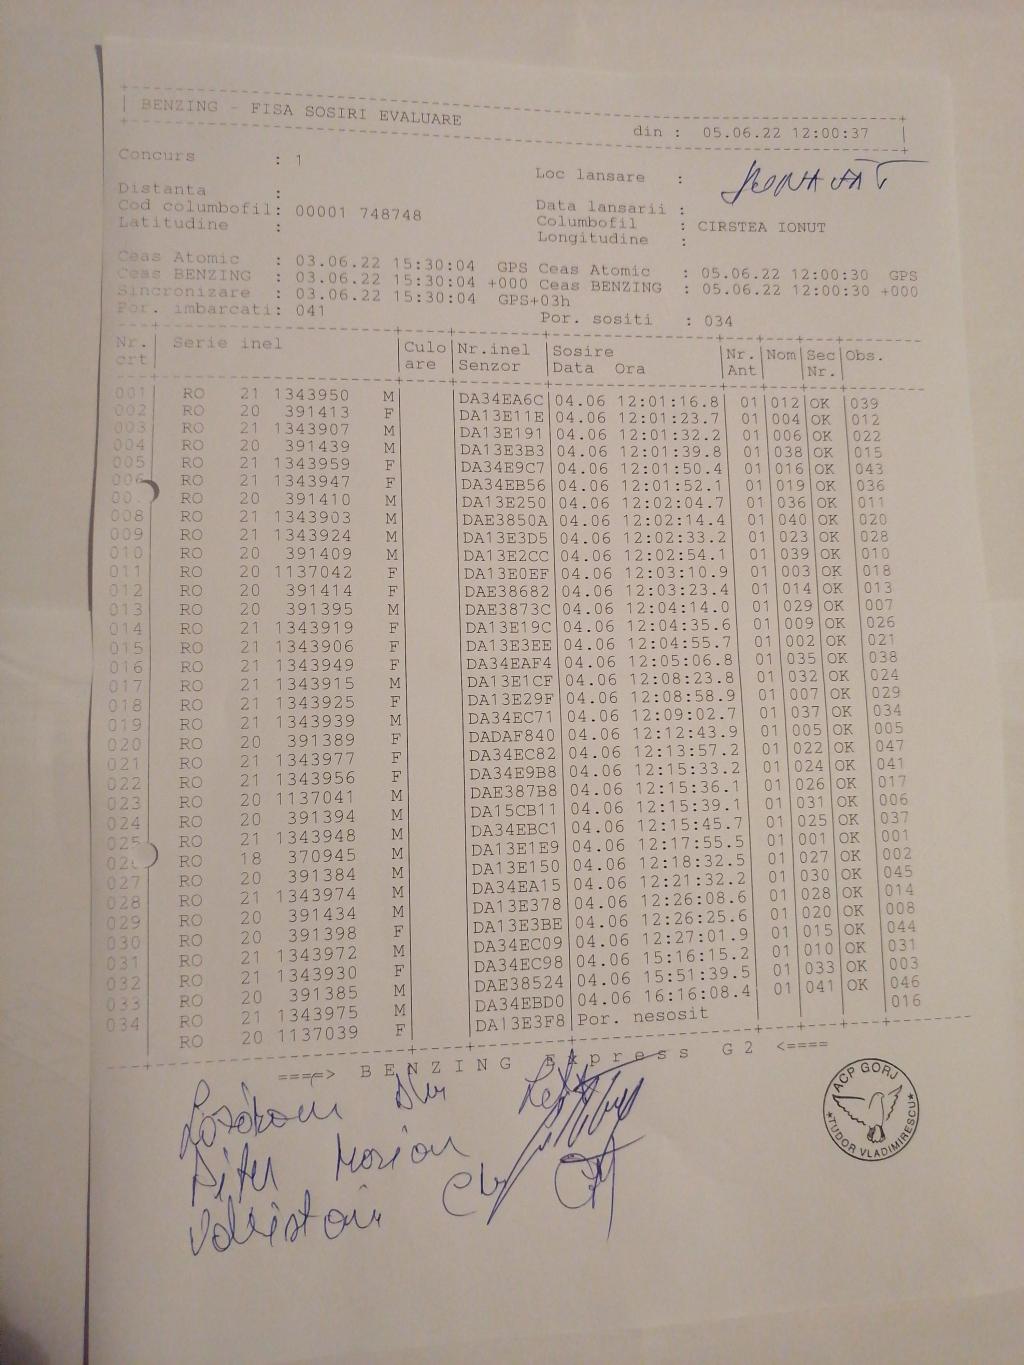 BENZING - FISA SOSIRI EVALUARE din : 05.06.22 12:00:37
Concurs : 1 Loc lansare :
Distanta : Data lansarii :
Cod columbofil: 00001 748748 Columbofil : CIRSTEA IONUT
Latitudine : Longitudine :
Ceas Atomic : 03.06.22 15:30:04 GPS Ceas Atomic : 05.06.22 12:00:30 GPS
Ceas BENZING : 03.06.22 15:30:04 +000 Ceas BENZING : 05.06.22 12:00:30 +000
Sincronizare : 03.06.22 15:30:04 GPS+03h
Por. imbarcati: 041 Por. sositi : 034
Nr. Serie inel Culo Nr.inel Sosire Nr. Nom Sec Obs.
crt are Senzor Data Ora Ant Nr.
001 RO 21 1343950 M DA34EA6C 04.06 12:01:16.8 01 012 OK 039
002 RO 20 391413 F DA13E11E 04.06 12:01:23.7 01 004 OK 012
003 RO 21 1343907 M DA13E191 04.06 12:01:32.2 01 006 OK 022
004 RO 20 391439 M DA13E3B3 04.06 12:01:39.8 01 038 OK 015
005 RO 21 1343959 F DA34E9C7 04.06 12:01:50.4 01 016 OK 043
006 RO 21 1343947 F DA34EB56 04.06 12:01:52.1 01 019 OK 036
RO 20 391410 M DA13E250 04.06 12:02:04.7 01 036 OK 011
008 RO 21 1343903 M DAE3850A 04.06 12:02:14.4 01 040 OK 020
009 RO 21 1343924 M DA13E3D5 04.06 12:02:33.2 01 023 OK 028
010 RO 20 391409 M DA13E2CC 04.06 12:02:54.1 01 039 OK 010
011 RO 20 1137042 F DA13E0EF 04.06 12:03:10.9 01 003 OK 018
012 RO 20 391414 F DAE38682 04.06 12:03:23.4 01 014 OK 013
013 RO 20 391395 M DAE3873C 04.06 12:04:14.0 01 029 OK 007
014 RO 21 1343919 F DA13E19C 04.06 12:04:35.6 01 009 OK 026
015 RO 21 1343906 F DA13E3EE 04.06 12:04:55.7 01 002 OK 021
016 RO 21 1343949 F DA34EAF4 04.06 12:05:06.8 01 035 OK 038
017 RO 21 1343915 M DA13E1CF 04.06 12:08:23.8 01 032 OK 024
018 RO 21 1343925 F DA13E29F 04.06 12:08:58.9 01 007 OK 029
019 RO 21 1343939 M DA34EC71 04.06 12:09:02.7 01 037 OK 034
020 RO 20 391389 F DADAF840 04.06 12:12:43.9 01 005 OK 005
021 RO 21 1343977 F DA34EC82 04.06 12:13:57.2 01 022 OK 047
022 RO 21 1343956 F DA34E9B8 04.06 12:15:33.2 01 024 OK 041
023 RO 20 1137041 M DAE387B8 04.06 12:15:36.1 01 026 OK 017
024 RO 20 391394 M DA15CB11 04.06 12:15:39.1 01 031 OK 006
025 RO 21 1343948 M DA34EBC1 04.06 12:15:45.7 01 025 OK 037
026 RO 18 370945 M DA13E1E9 04.06 12:17:55.5 01 001 OK 001
027 RO 20 391384 M DA13E150 04.06 12:18:32.5 01 027 OK 002
028 RO 21 1343974 M DA34EA15 04.06 12:21:32.2 01 030 OK 045
029 RO 20 391434 M DA13E378 04.06 12:26:08.6 01 028 OK 014
030 RO 20 391398 F DA13E3BE 04.06 12:26:25.6 01 020 OK 008
031 RO 21 1343972 M DA34EC09 04.06 12:27:01.9 01 015 OK 044
032 RO 21 1343930 F DA34EC98 04.06 15:16:15.2 01 010 OK 031
033 RO 20 391385 M DAE38524 04.06 15:51:39.5 01 033 OK 003
034 RO 21 1343975 M DA34EBD0 04.06 16:16:08.4 01 041 OK 046
RO 20 1137039 F DA13E3F8 Por. nesosit 016
====> BENZING Express G2 <====
ACP GORJ
TUDOR VLADIMIRESCU